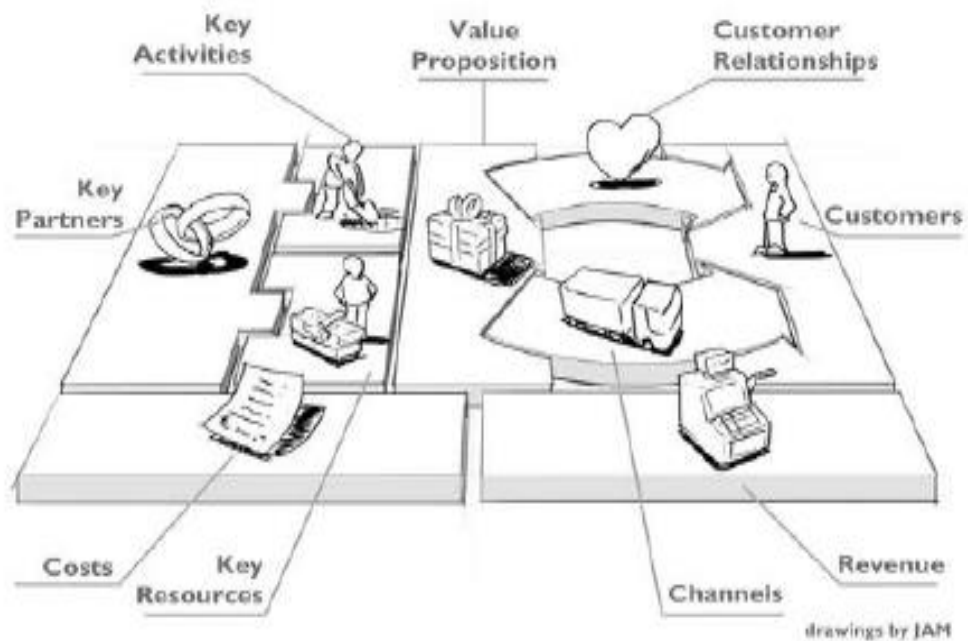 Key
Activities
Value
Proposition
Customer
Relationships
Key
Partners
Customers
Costs
Key
Resources
Channels
Revenue
drawings by JAM